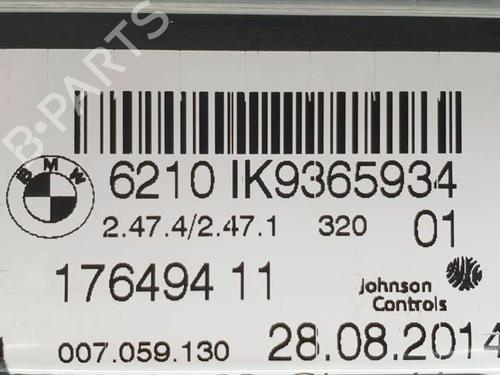 B-PARTS
BMW
6210 IK9365934
2.47.4/2.47.1 320 01
176494 11
Johnson
Controls
007.059.130 28.08.2014